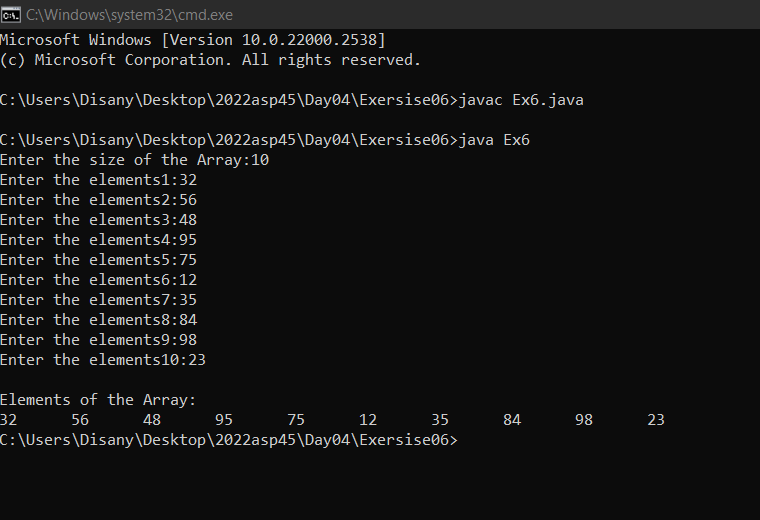 C:\Windows\system32\cmd.exe
Microsoft Windows [Version 10.0.22000.2538]
(c) Microsoft Corporation. All rights reserved.
C:\Users\Disany\Desktop\2022asp45\Day04\Exersise06>javac Ex6.java
C:\Users\Disany\Desktop\2022asp45\Day04\Exersise06>java Ex6
Enter the size of the Array:10
Enter the elements1:32
Enter the elements2:56
Enter the elements3:48
Enter the elements4:95
Enter the elements5:75
Enter the elements6:12
Enter the elements7:35
Enter the elements8:84
Enter the elements9:98
Enter the elements10:23
Elements of the Array:
32 56 48 95 75 12 35 84 98 23
C:\Users\Disany\Desktop\2022asp45\Day04\Exersise06>